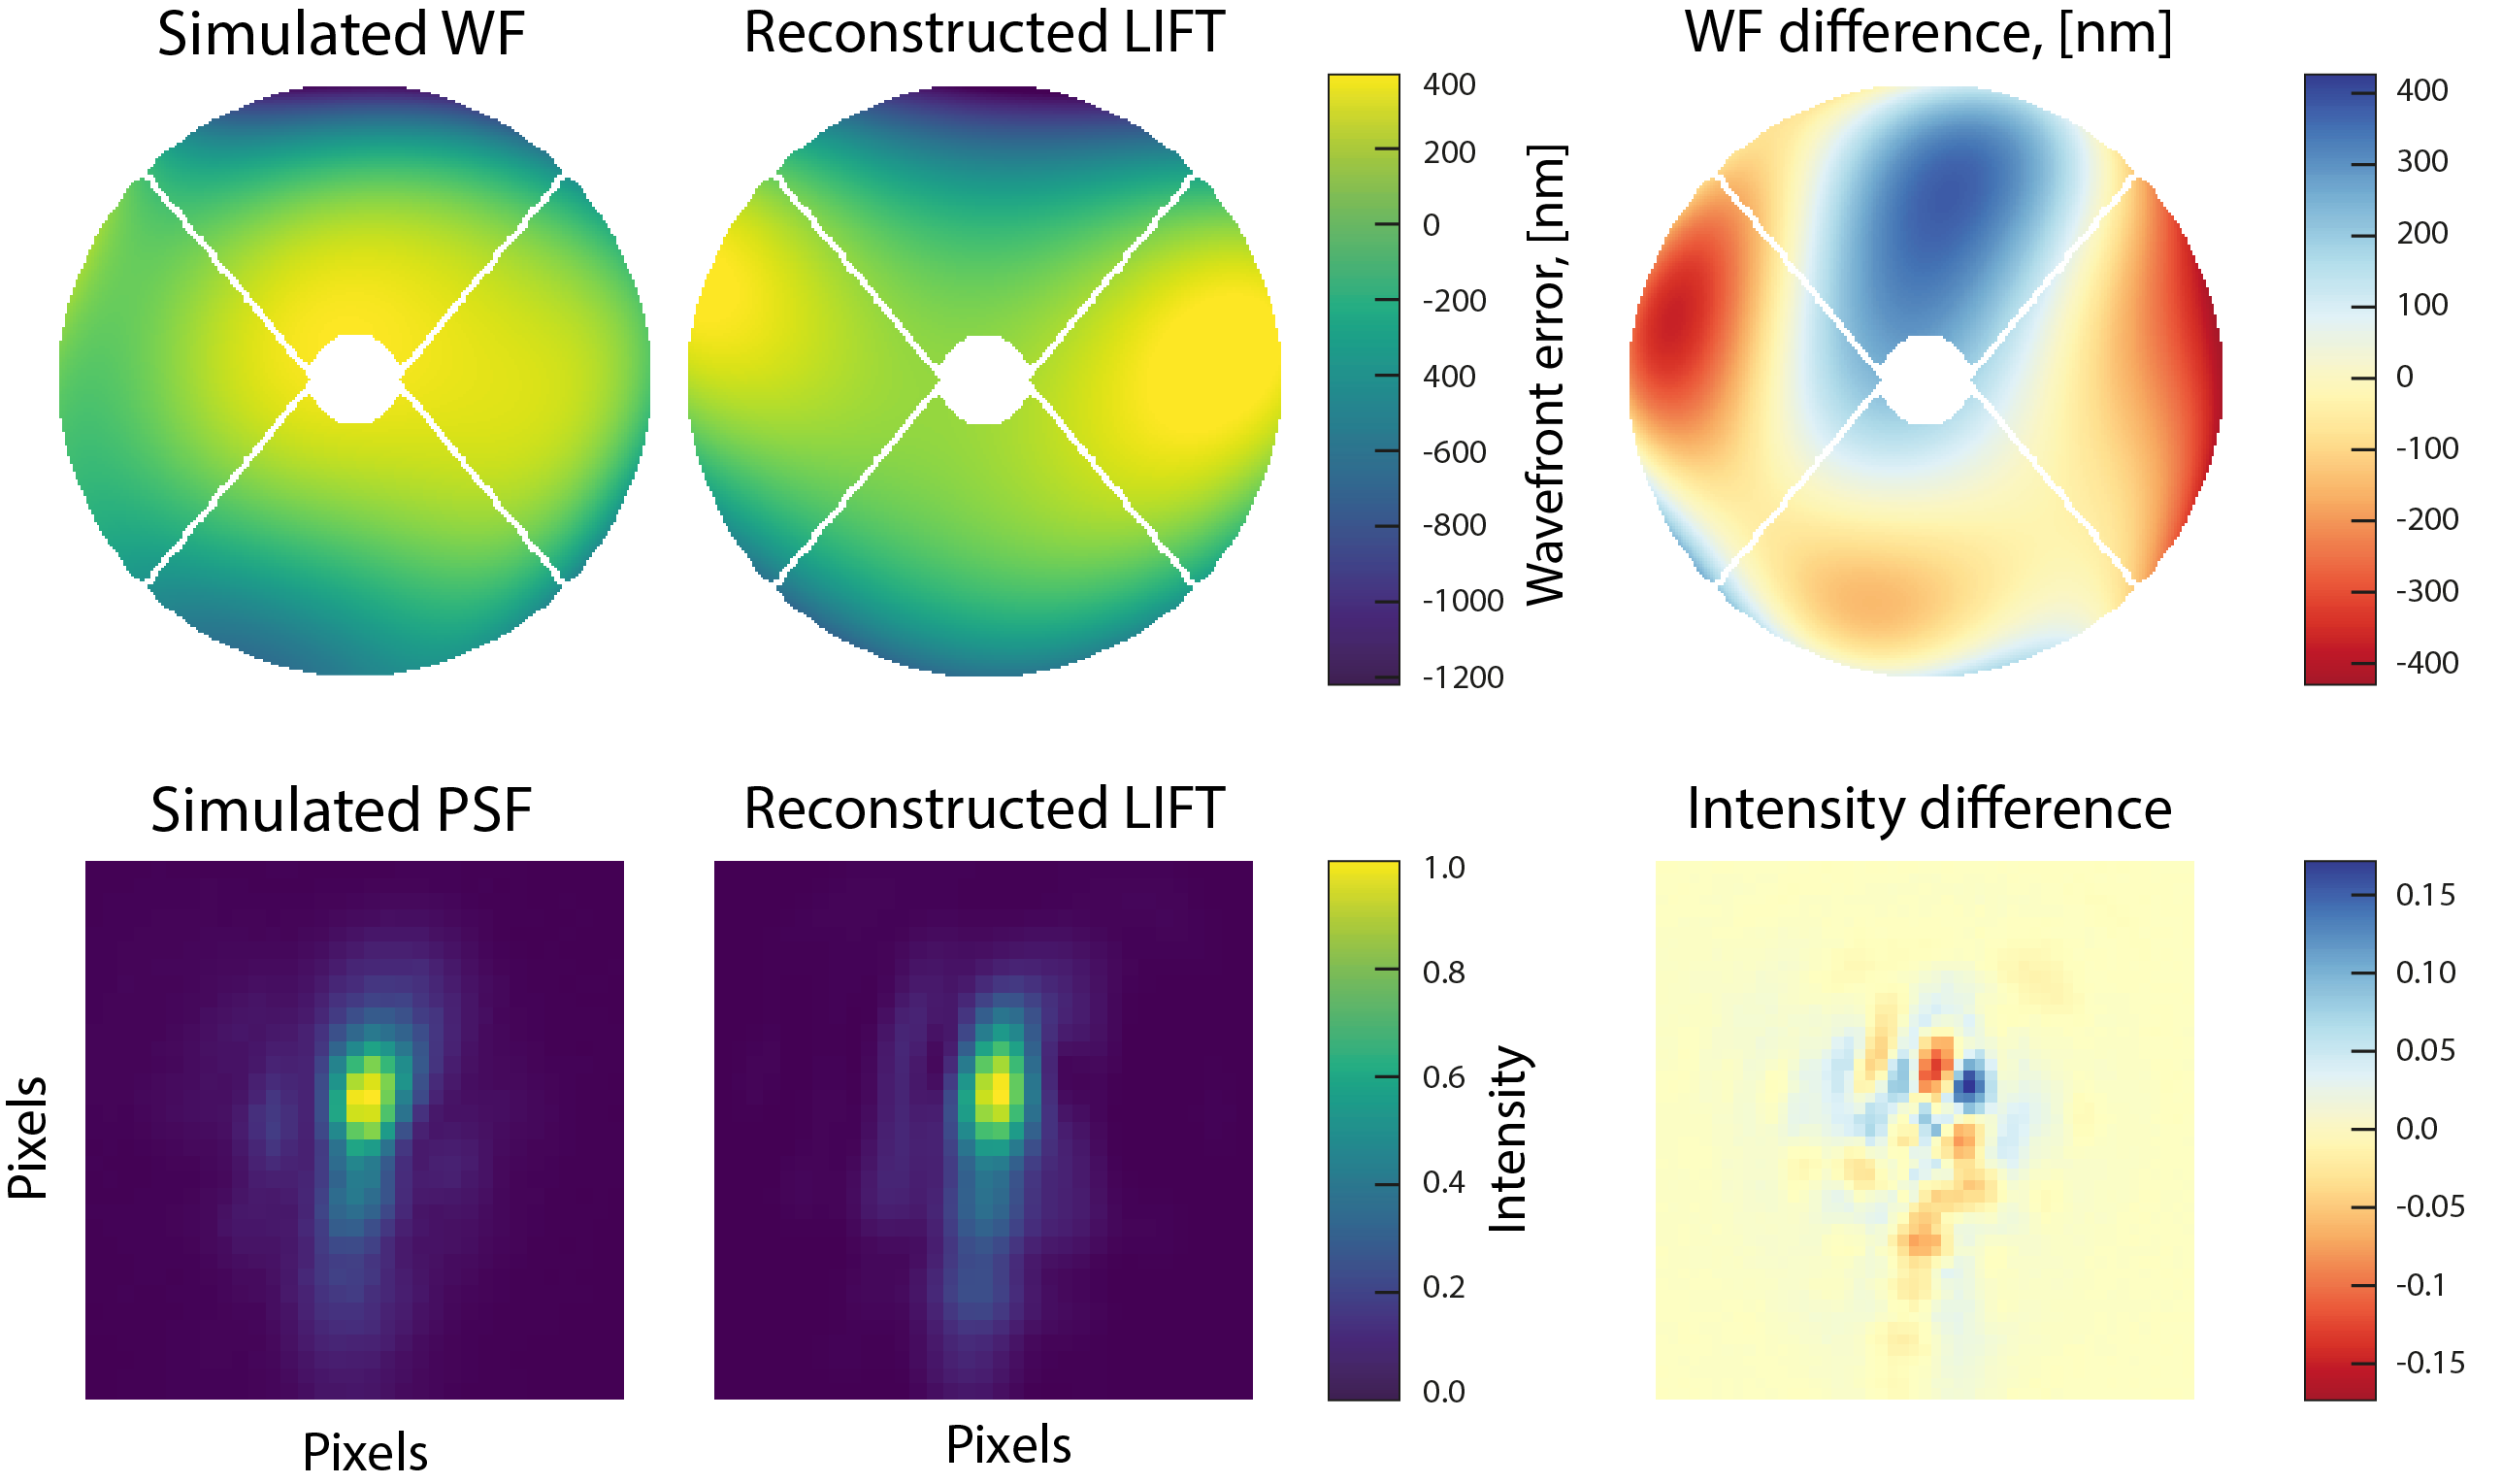 Simulated WF
Reconstructed LIFT
WF difference, [nm]
400
200
0
-200
400
-600
-800
-1000
-1200
Wavefront error, [nm]
400
300
200
100
0
-100
-200
-300
-400
Simulated PSF
Reconstructed LIFT
Intensity difference
Pixels
Pixels
Pixels
1.0
0.8
0.6
0.4
0.2
0.0
Intensity
0.15
0.10
0.05
0.0
-0.05
-0.1
-0.15